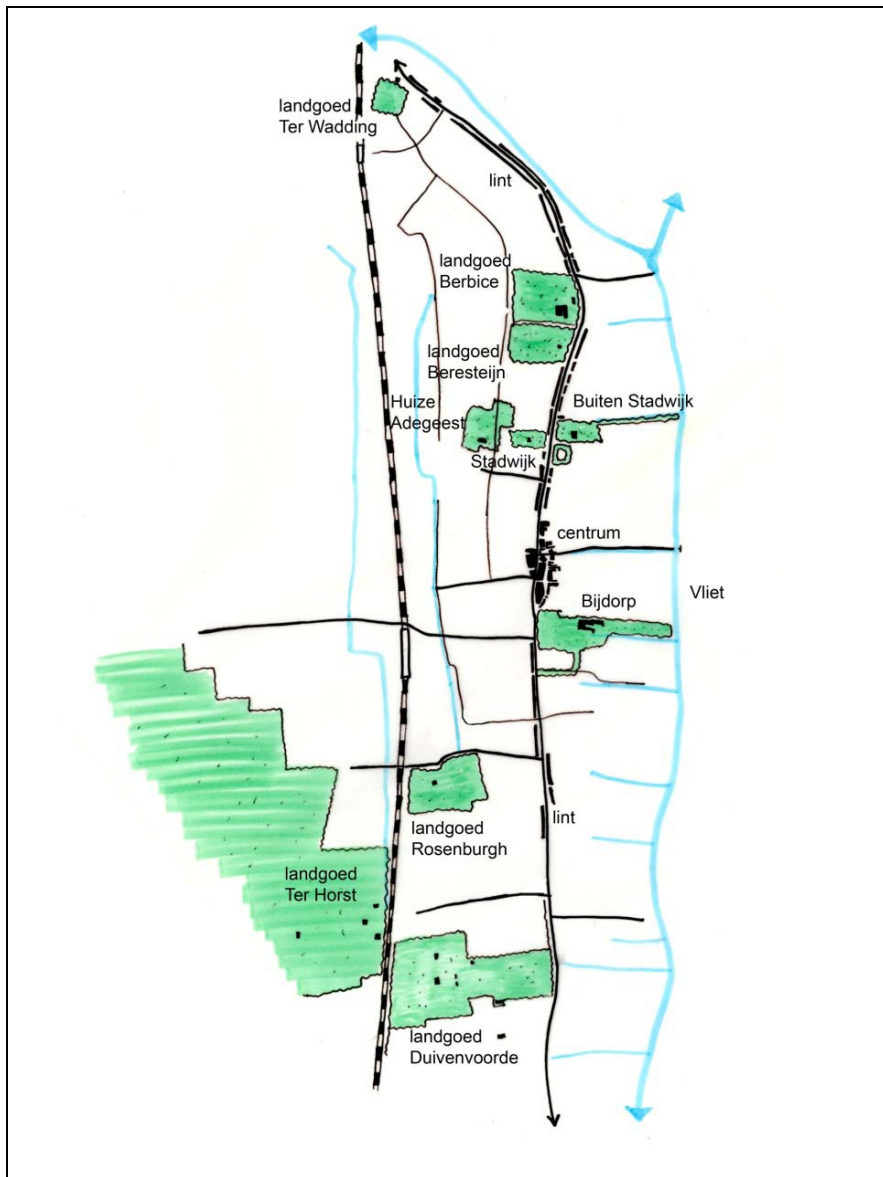 landgoed
Ter Wadding
lint
landgoed
Berbice
landgoed
Beresteijn
Huize
Adegeest
Buiten Stadwijk
Stadwijk
centrum
Vliet
Bijdorp
lint
landgoed
Rosenburgh
landgoed
Ter Horst
landgoed
Duivenvoorde